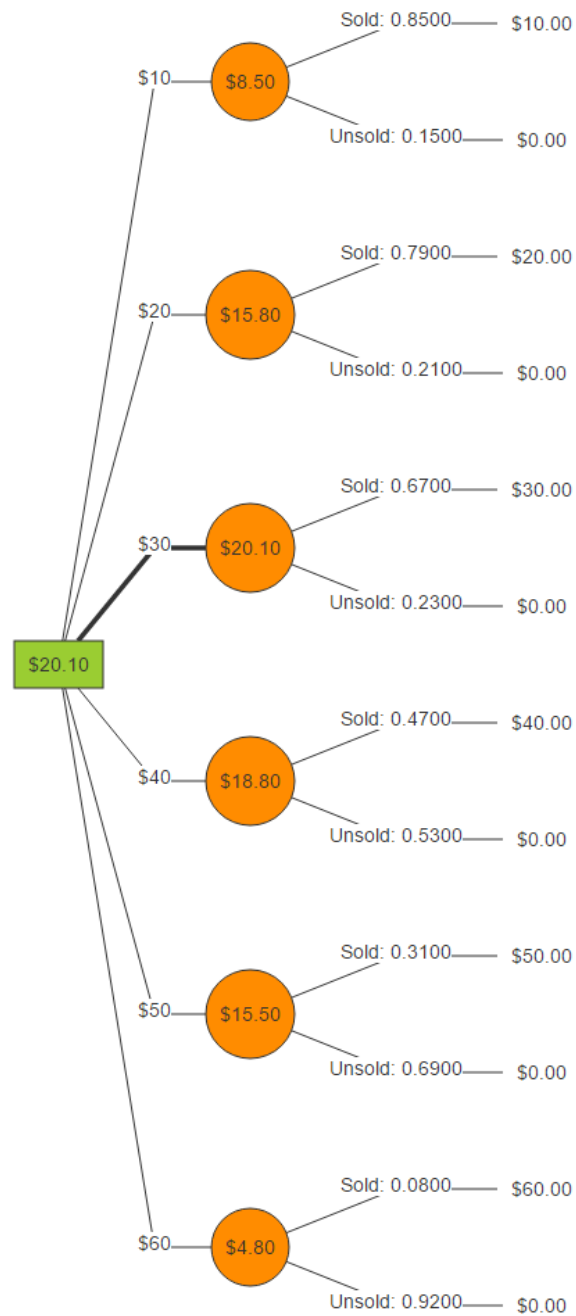 Sold: 0.8500 $10.00
$10 $8.50
Unsold: 0.1500 $0.00
Sold: 0.7900 $20.00
$20 $15.80
Unsold: 0.2100 $0.00
Sold: 0.6700 $30.00
$30 $20.10
Unsold: 0.2300 $0.00
$20.10
Sold: 0.4700 $40.00
$40 $18.80
Unsold: 0.5300 $0.00
Sold: 0.3100 $50.00
$50 $15.50
Unsold: 0.6900 $0.00
Sold: 0.0800 $60.00
$60 $4.80
Unsold: 0.9200 $0.00